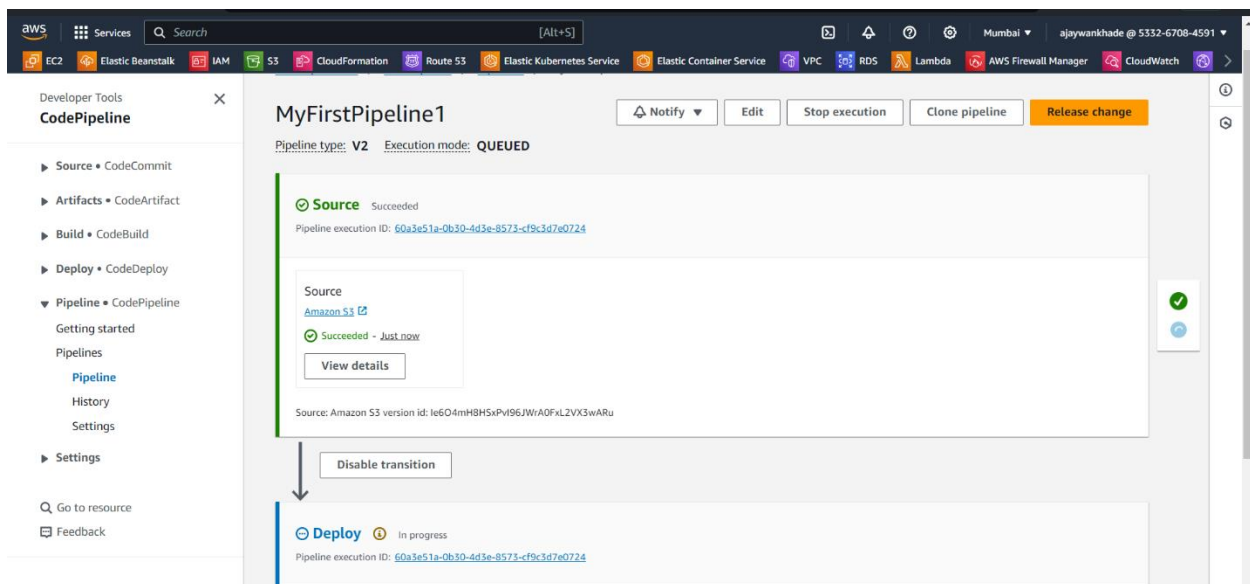 aws Services Search [Alt+S] Mumbai ▼ ajaywankhade @ 5332-6708-4591 ▼
EC2 Elastic Beanstalk IAM S3 CloudFormation Route 53 Elastic Kubernetes Service Elastic Container Service VPC RDS Lambda AWS Firewall Manager CloudWatch
Developer Tools
CodePipeline
Source • CodeCommit
Artifacts • CodeArtifact
Build • CodeBuild
Deploy • CodeDeploy
Pipeline • CodePipeline
Getting started
Pipelines
Pipeline
History
Settings
Settings
Go to resource
Feedback
MyFirstPipeline1
Notify ▼ Edit Stop execution Clone pipeline Release change
Pipeline type: V2 Execution mode: QUEUED
Source Succeeded
Pipeline execution ID: 60a3e51a-0b30-4d3e-8573-cf9c3d7e0724
Source
Amazon S3
Succeeded - Just now
View details
Source: Amazon S3 version id: Ie6O4mH8HSxPvI96JWrA0FxL2VX3wARu
Disable transition
Deploy In progress
Pipeline execution ID: 60a3e51a-0b30-4d3e-8573-cf9c3d7e0724